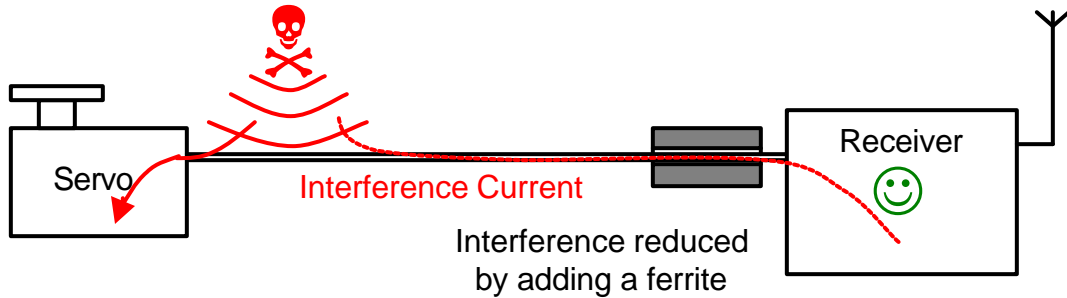 Servo
Interference Current
Receiver
Interference reduced
by adding a ferrite